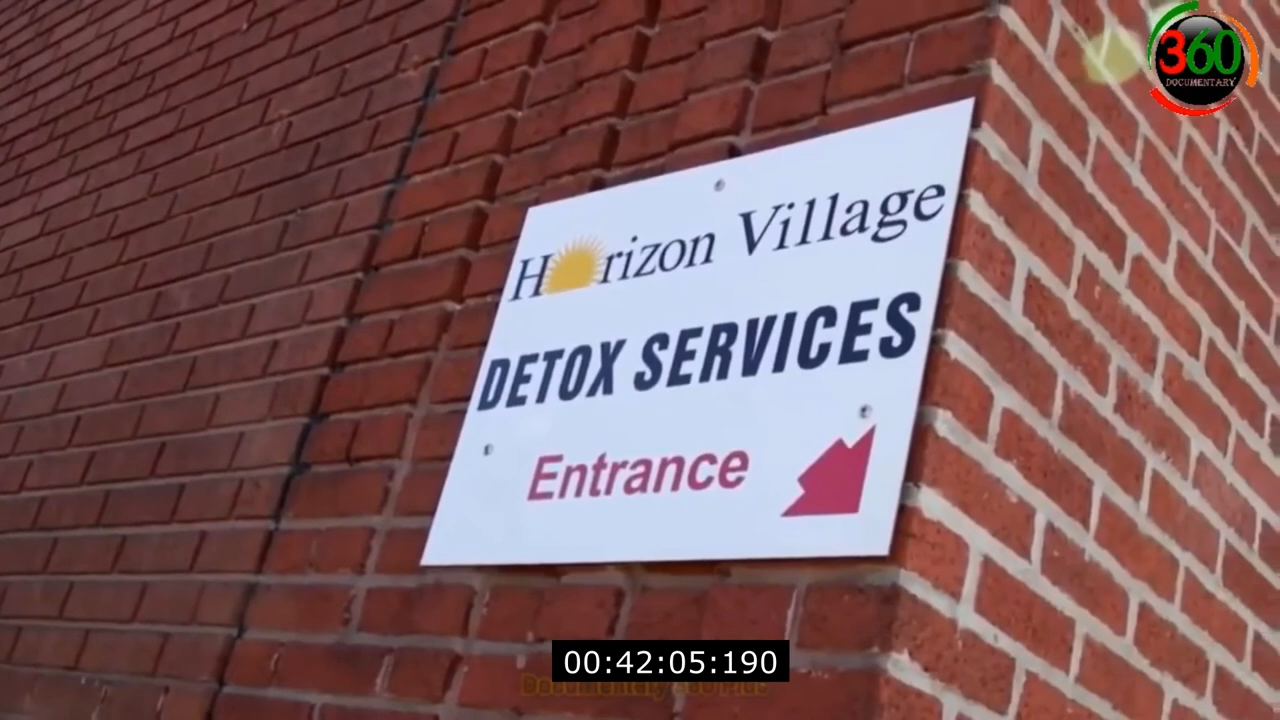 360
DOCUMENTARY
Horizon Village
DETOX SERVICES
Entrance
00:42:05:190